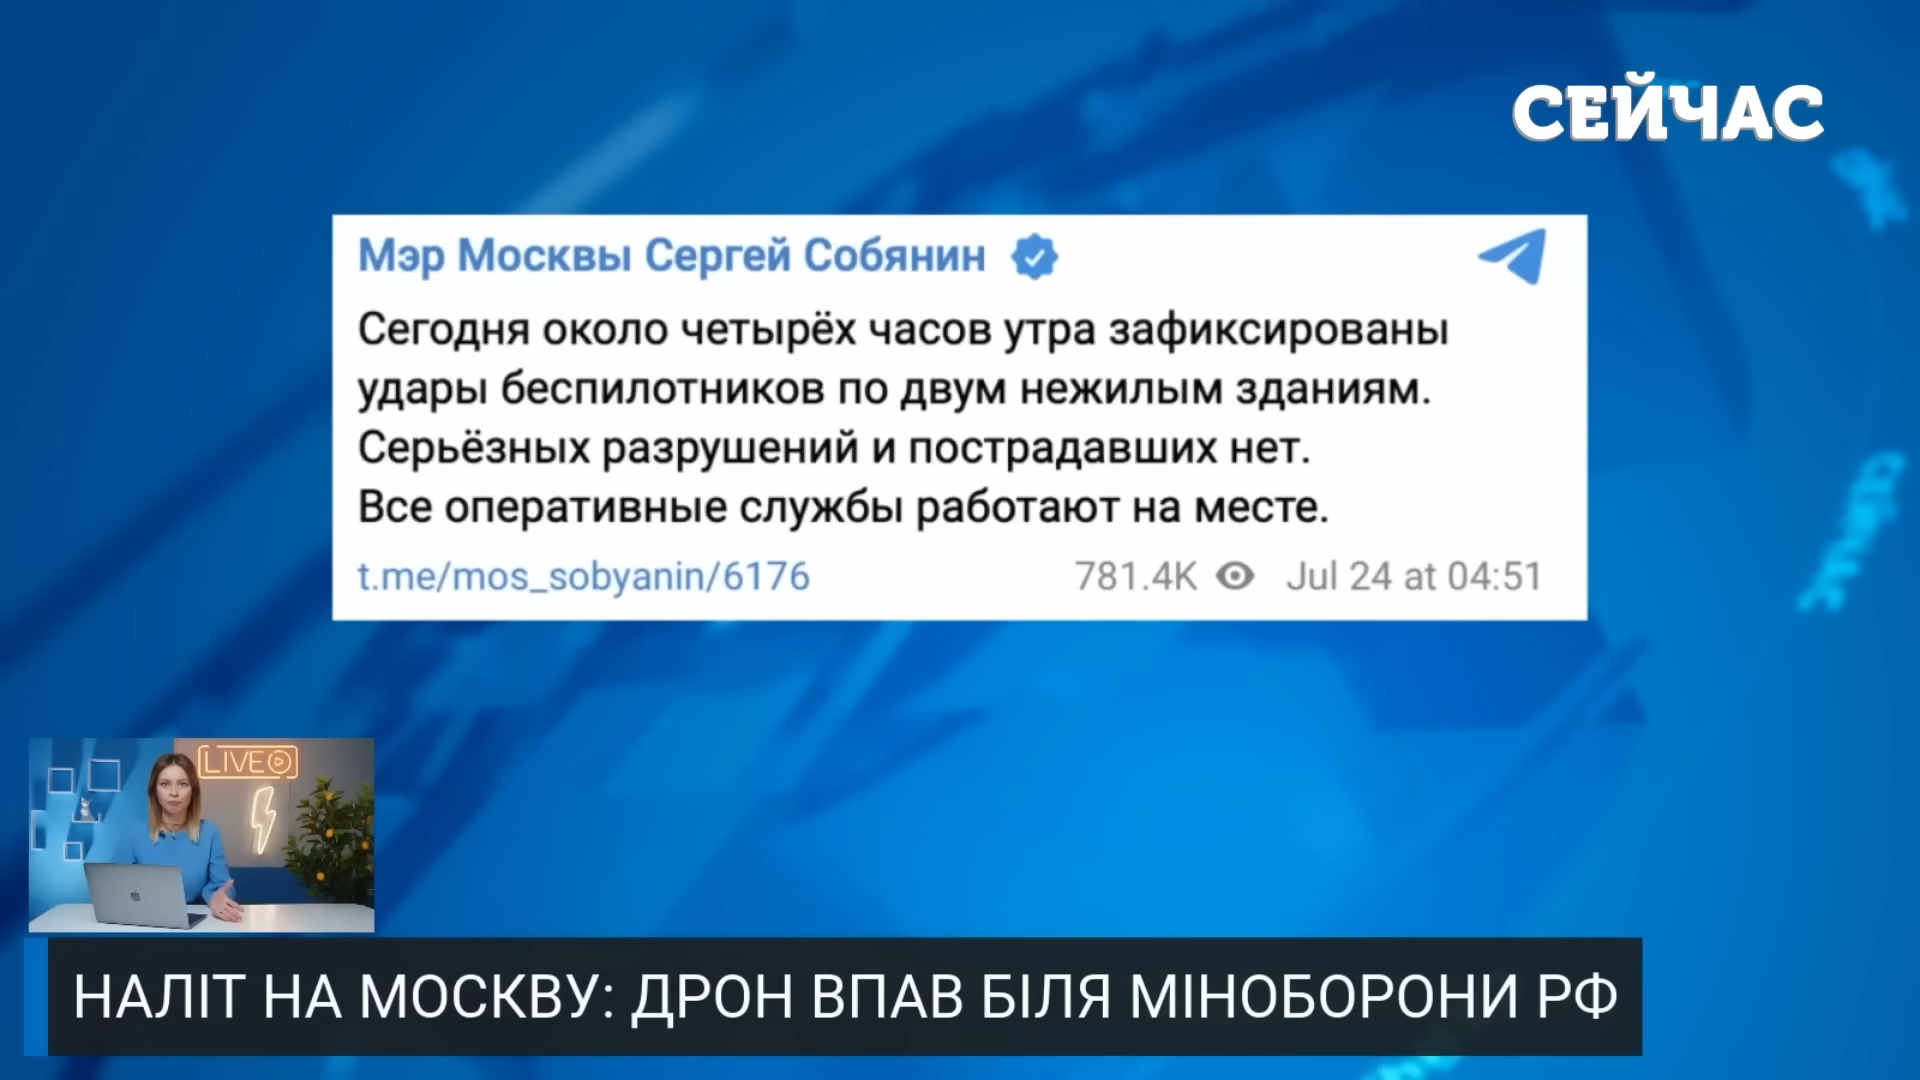 СЕЙЧАС
Мэр Москвы Сергей Собянин
Сегодня около четырёх часов утра зафиксированы
удары беспилотников по двум нежилым зданиям.
Серьёзных разрушений и пострадавших нет.
Все оперативные службы работают на месте.
t.me/mos_sobyanin/6176 781.4K Jul 24 at 04:51
LIVE
НАЛІТ НА МОСКВУ: ДРОН ВПАВ БІЛЯ МІНОБОРОНИ РФ